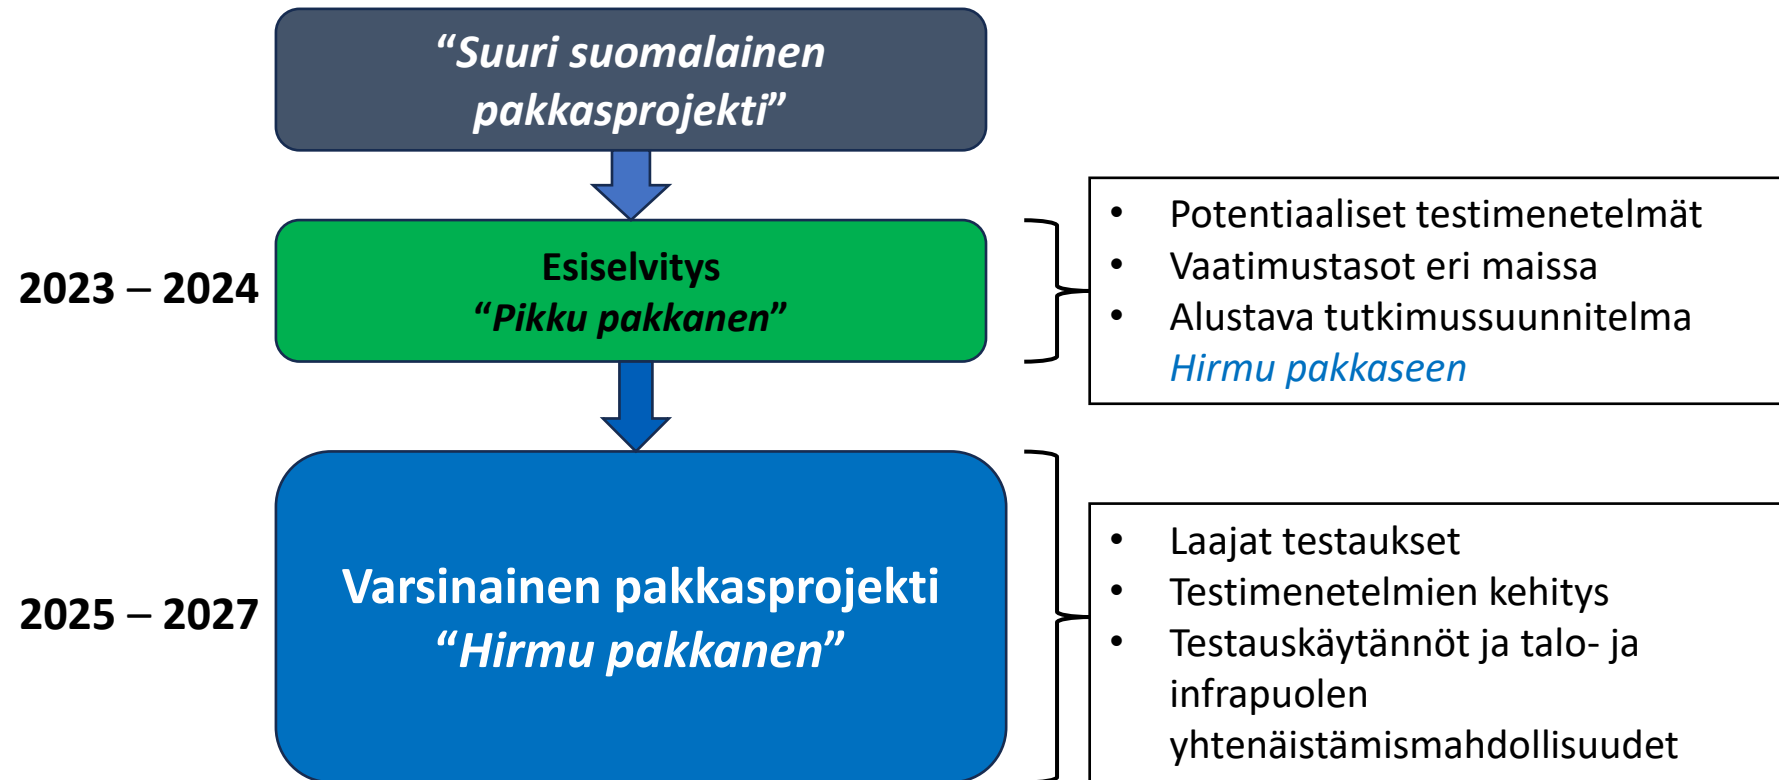 “Suuri suomalainen
pakkasprojekti”
2023 – 2024
Esiselvitys
“Pikku pakkanen”
• Potentiaaliset testimenetelmät
• Vaatimustasot eri maissa
• Alustava tutkimussuunnitelma
Hirmu pakkaseen
2025 – 2027
Varsinainen pakkasprojekti
“Hirmu pakkanen”
• Laajat testaukset
• Testimenetelmien kehitys
• Testauskäytännöt ja talo- ja
infrapuolen
yhtenäistämismahdollisuudet